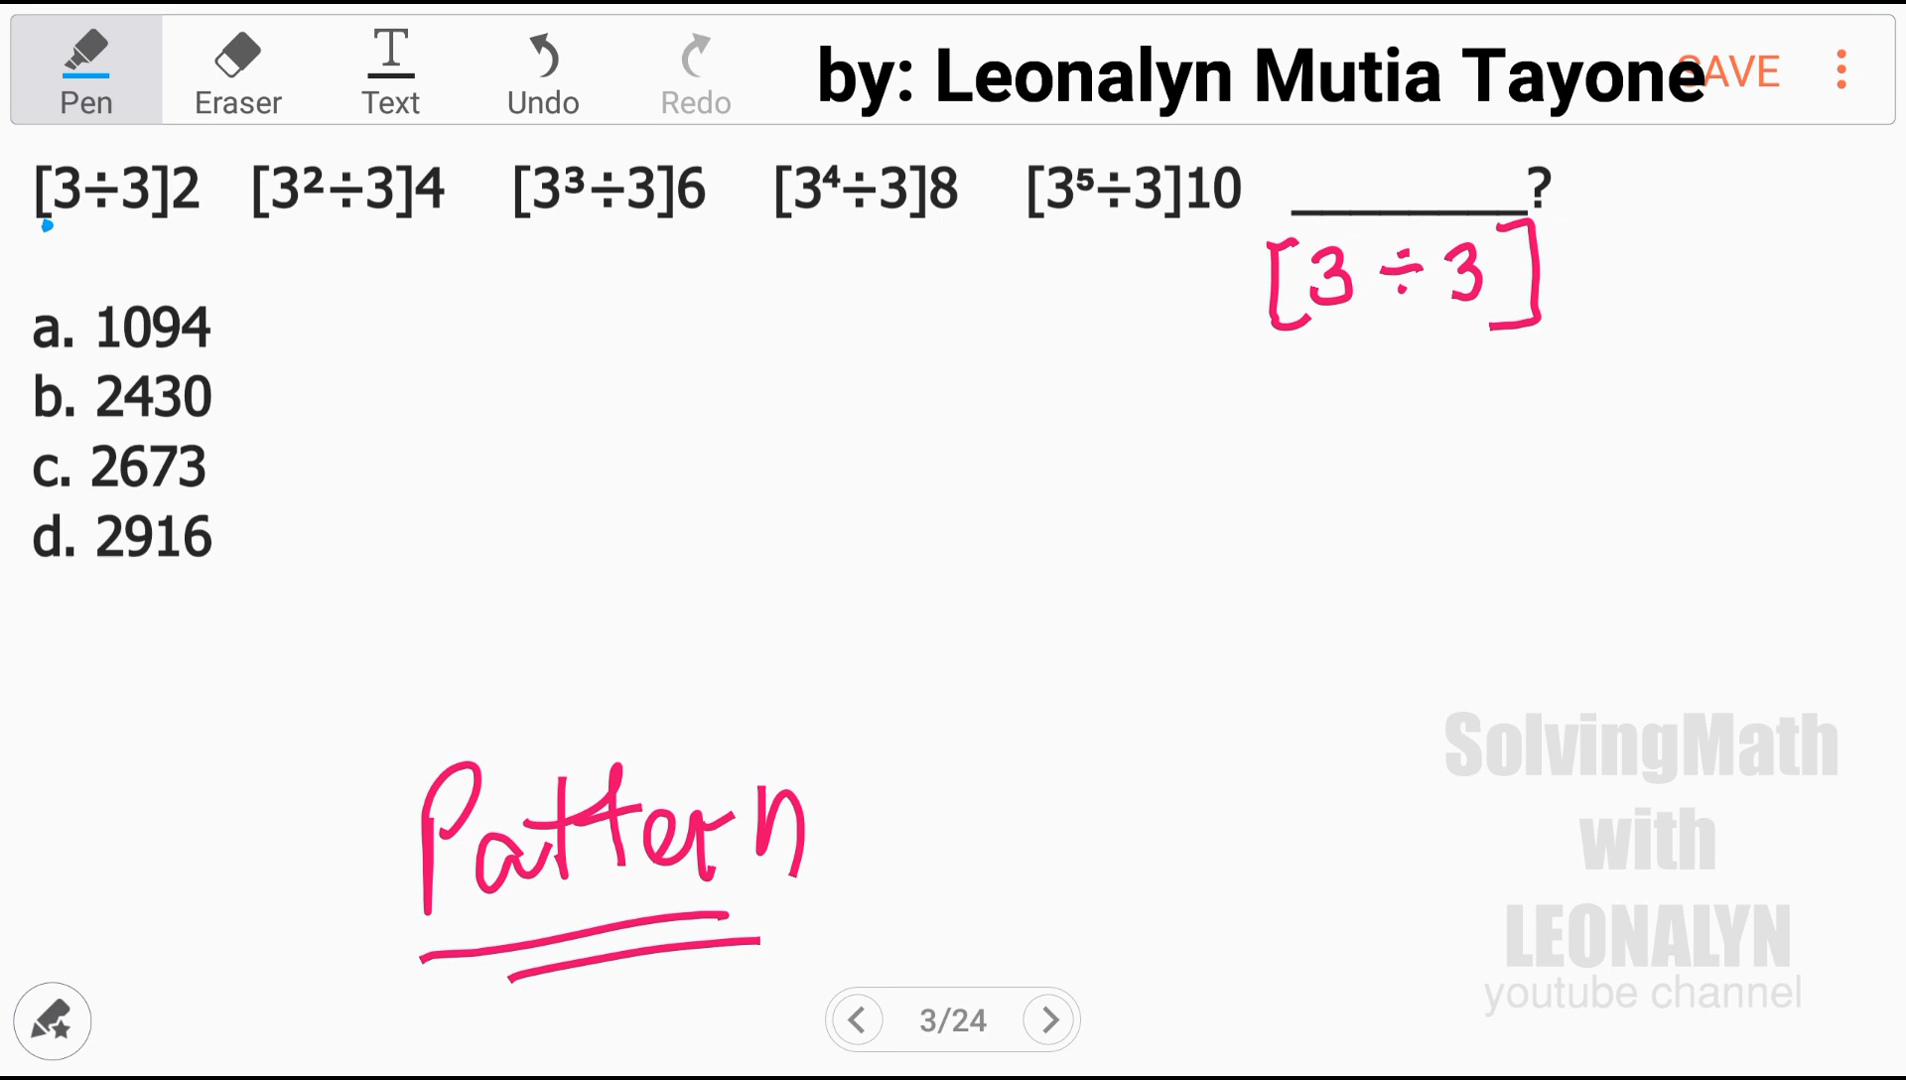 Pen Eraser Text Undo Redo by: Leonalyn Mutia Tayone SAVE
[3÷3]2 [3²÷3]4 [3³÷3]6 [3⁴÷3]8 [3⁵÷3]10 ________?
[3÷3]
a. 1094
b. 2430
c. 2673
d. 2916
Pattern
SolvingMath
with
LEONALYN
youtube channel
3/24